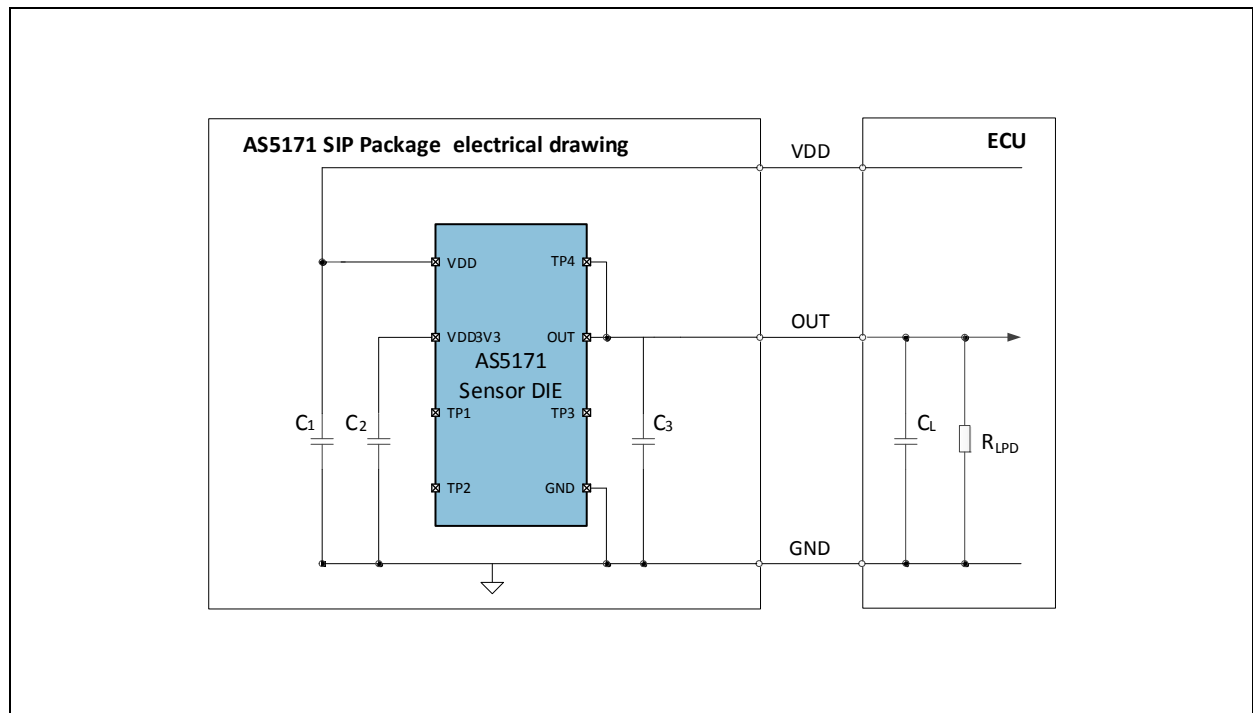 AS5171 SIP Package electrical drawing
VDD
ECU
VDD
TP4
OUT
VDD3V3
OUT
AS5171
Sensor DIE
TP1
TP3
C1
C2
C3
CL
RLPD
TP2
GND
GND